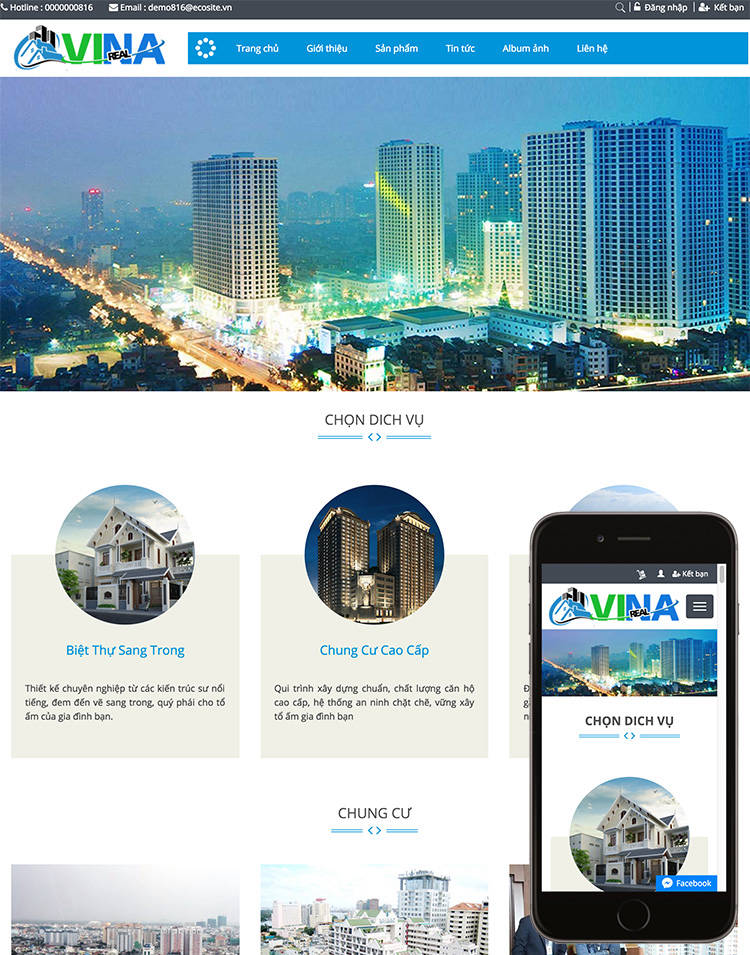 Hotline : 0000000816 Email : demo816@ecosite.vn Đăng nhập Kết bạn
VINA
REAL
Trang chủ Giới thiệu Sản phẩm Tin tức Album ảnh Liên hệ
CHỌN DỊCH VỤ
Biệt Thự Sang Trong
Thiết kế chuyên nghiệp từ các kiến trúc sư nổi
tiếng, đem đến vẽ sang trong, quý phái cho tổ
ấm của gia đình bạn.
Chung Cư Cao Cấp
Qui trình xây dựng chuẩn, chất lượng căn hộ
cao cấp, hệ thống an ninh chặt chẽ, vững xây
tổ ấm gia đình bạn
CHUNG CƯ
Kết bạn
VINA
REAL
CHỌN DỊCH VỤ
Facebook